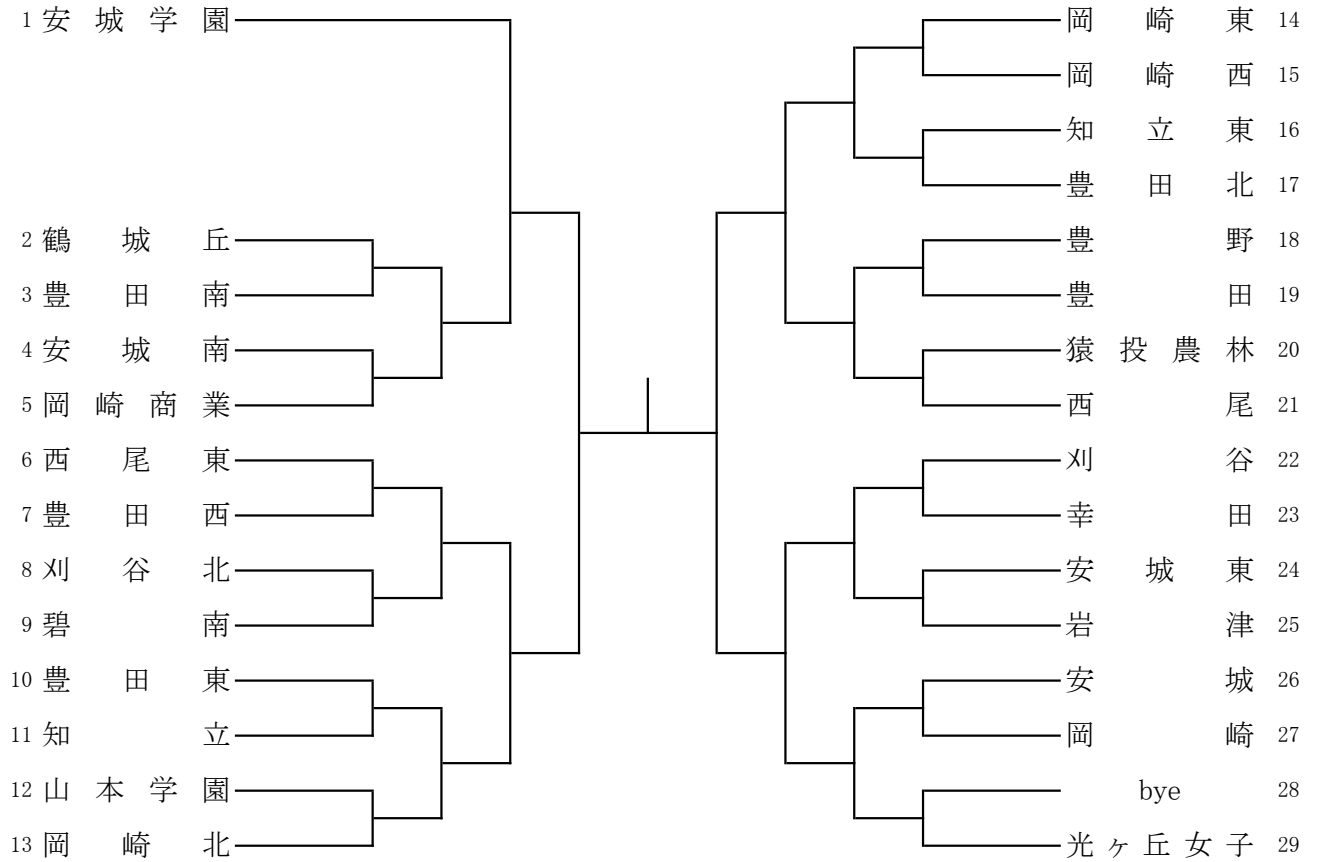 1 安城学園
2 鶴城丘
3 豊田南
4 安城南
5 岡崎商業
6 西尾東
7 豊田西
8 刈谷北
9 碧南
10 豊田東
11 知立
12 山本学園
13 岡崎北
岡崎東 14
岡崎西 15
知立東 16
豊田北 17
豊野 18
豊田 19
猿投農林 20
西尾 21
刈谷 22
幸田 23
安城東 24
岩津 25
安城 26
岡崎 27
bye 28
光ヶ丘女子 29